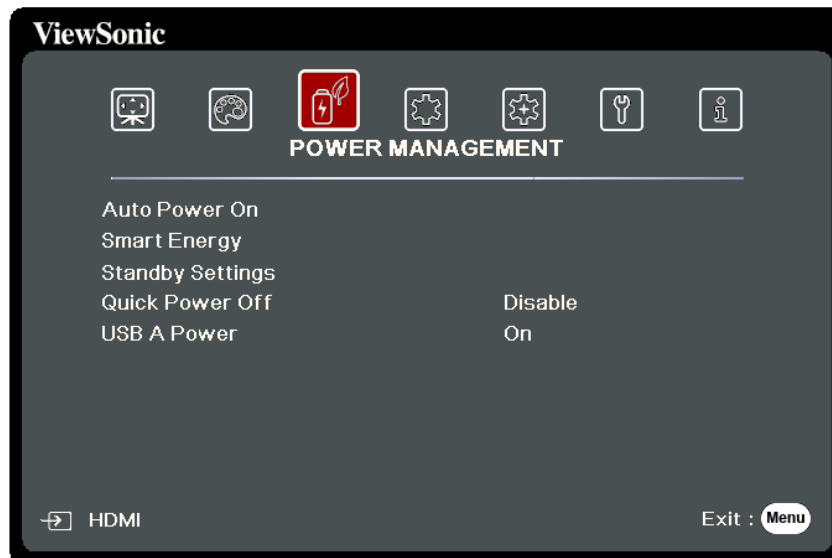 ViewSonic
POWER MANAGEMENT
Auto Power On
Smart Energy
Standby Settings
Quick Power Off Disable
USB A Power On
HDMI Exit : Menu